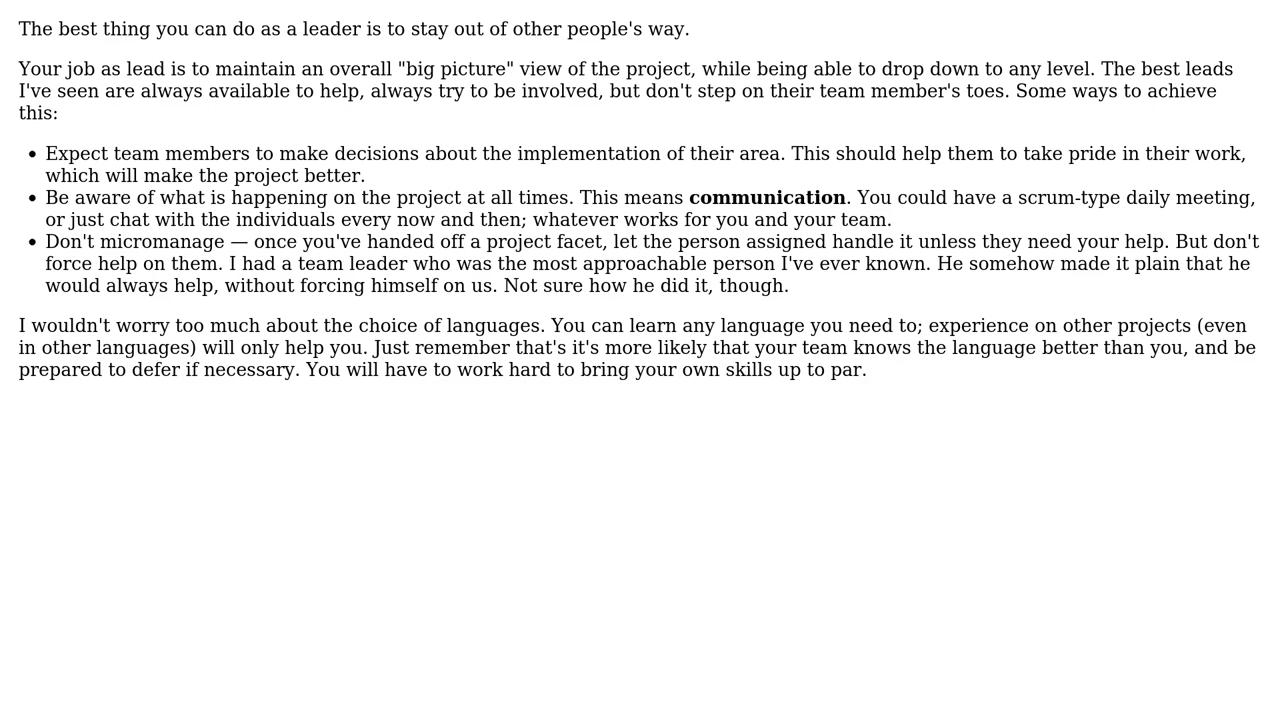 The best thing you can do as a leader is to stay out of other people's way.
Your job as lead is to maintain an overall "big picture" view of the project, while being able to drop down to any level. The best leads
I've seen are always available to help, always try to be involved, but don't step on their team member's toes. Some ways to achieve
this:
• Expect team members to make decisions about the implementation of their area. This should help them to take pride in their work,
which will make the project better.
• Be aware of what is happening on the project at all times. This means communication. You could have a scrum-type daily meeting,
or just chat with the individuals every now and then; whatever works for you and your team.
• Don't micromanage — once you've handed off a project facet, let the person assigned handle it unless they need your help. But don't
force help on them. I had a team leader who was the most approachable person I've ever known. He somehow made it plain that he
would always help, without forcing himself on us. Not sure how he did it, though.
I wouldn't worry too much about the choice of languages. You can learn any language you need to; experience on other projects (even
in other languages) will only help you. Just remember that's it's more likely that your team knows the language better than you, and be
prepared to defer if necessary. You will have to work hard to bring your own skills up to par.